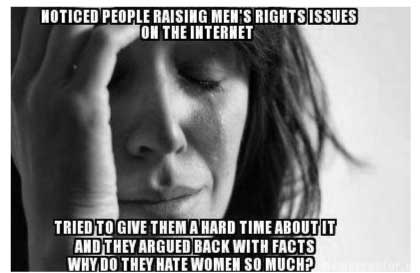 NOTICED PEOPLE RAISING MEN'S RIGHTS ISSUES
ON THE INTERNET
TRIED TO GIVE THEM A HARD TIME ABOUT IT
AND THEY ARGUED BACK WITH FACTS
WHY DO THEY HATE WOMEN SO MUCH?